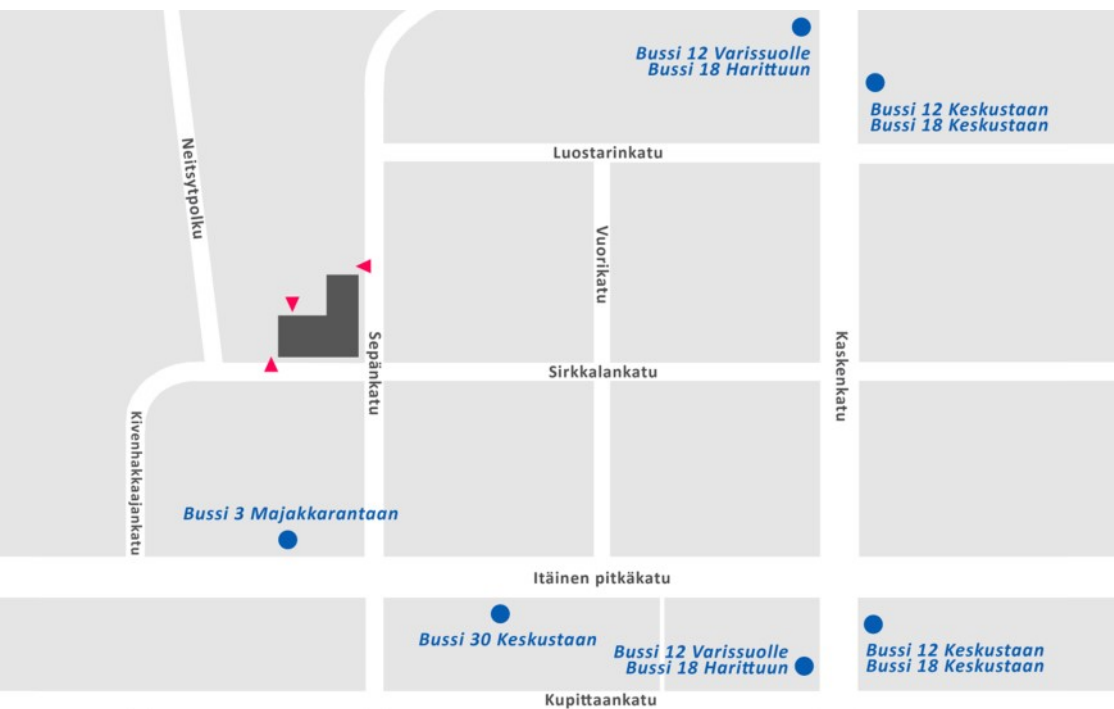 Bussi 12 Varissuolle
Bussi 18 Harittuun
Bussi 12 Keskustaan
Bussi 18 Keskustaan
Luostarinkatu
Neitsytpolku
Vuorikatu
Sepänkatu
Kaskenkatu
Sirkkalankatu
Kivenhakkaajankatu
Bussi 3 Majakkarantaan
Itäinen pitkäkatu
Bussi 30 Keskustaan
Bussi 12 Varissuolle
Bussi 18 Harittuun
Bussi 12 Keskustaan
Bussi 18 Keskustaan
Kupittaankatu